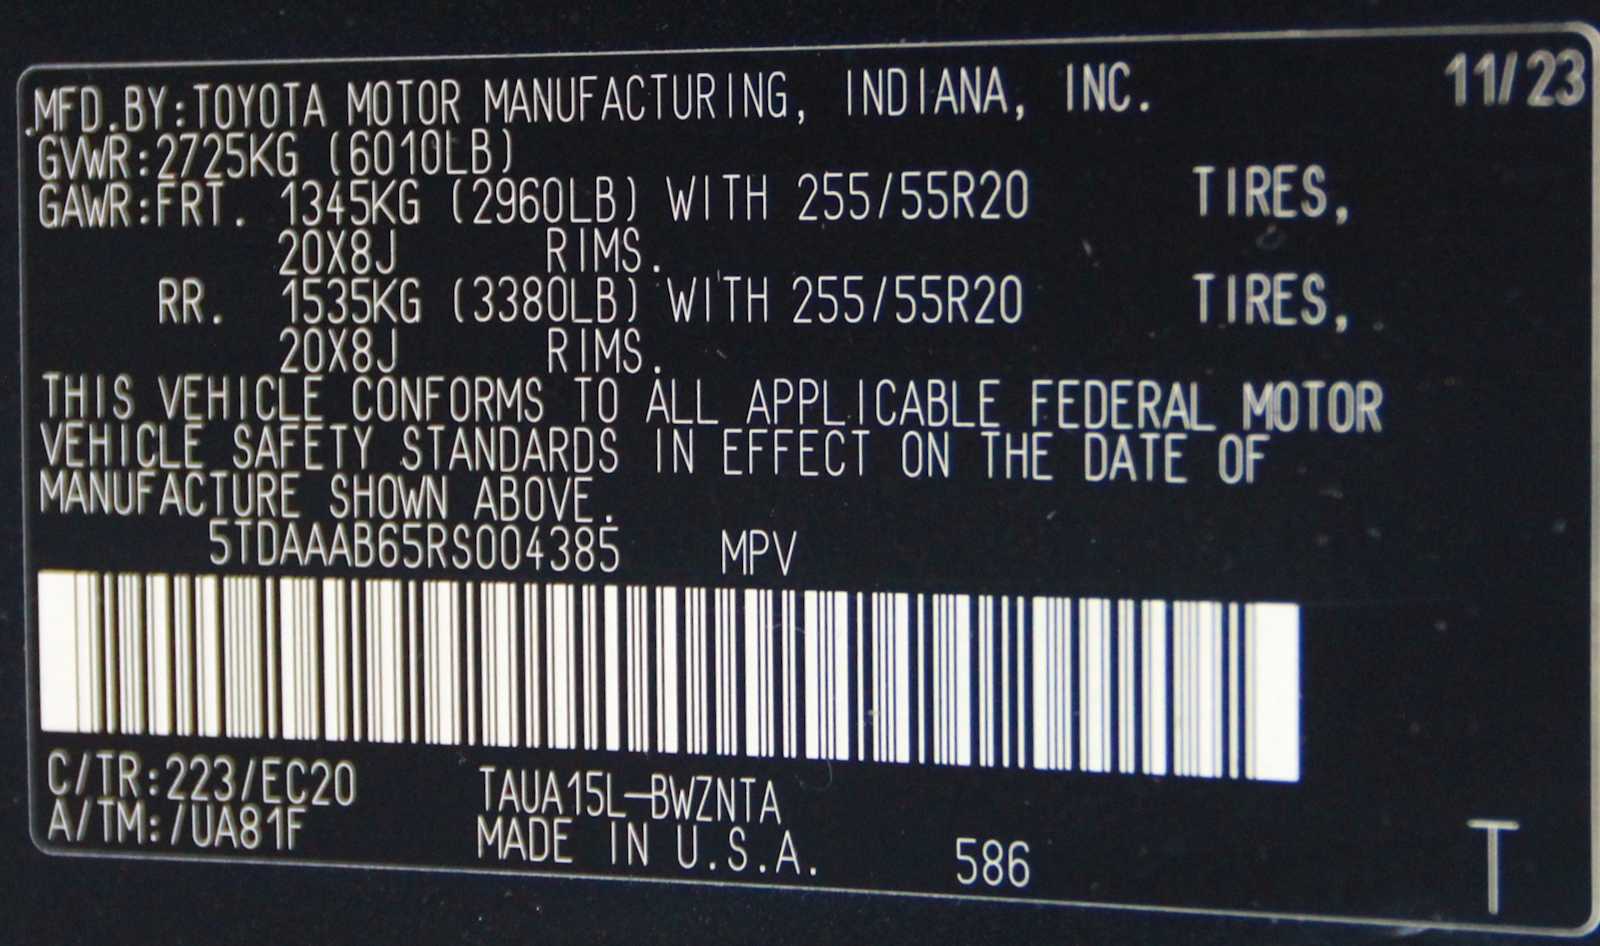 MFD.BY:TOYOTA MOTOR MANUFACTURING, INDIANA, INC. 11/23
GVWR:2725KG (6010LB)
GAWR:FRT. 1345KG (2960LB) WITH 255/55R20 TIRES,
20X8J RIMS.
RR. 1535KG (3380LB) WITH 255/55R20 TIRES,
20X8J RIMS.
THIS VEHICLE CONFORMS TO ALL APPLICABLE FEDERAL MOTOR
VEHICLE SAFETY STANDARDS IN EFFECT ON THE DATE OF
MANUFACTURE SHOWN ABOVE.
5TDAAAB65RS004385 MPV
C/TR:223/EC20 TAUA15L-BWZNTA
A/TM:/UA81F MADE IN U.S.A. 586 T